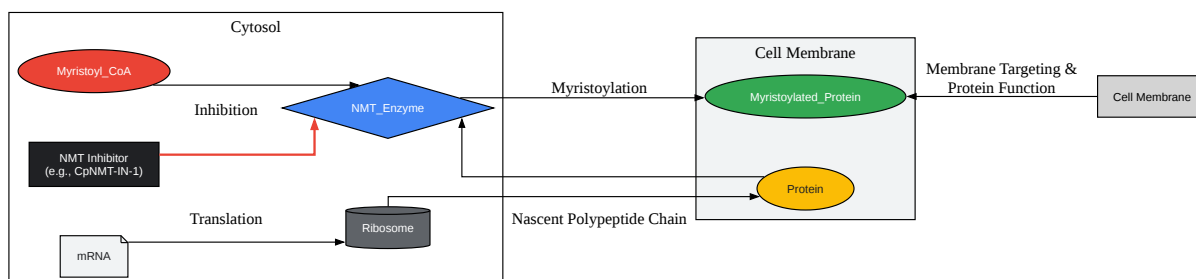 Cytosol
Myristoyl_CoA
Inhibition
NMT_Enzyme
NMT Inhibitor
(e.g., CpNMT-IN-1)
Translation
mRNA
Ribosome
Myristoylation
Nascent Polypeptide Chain
Cell Membrane
Myristoylated_Protein
Protein
Membrane Targeting &
Protein Function
Cell Membrane